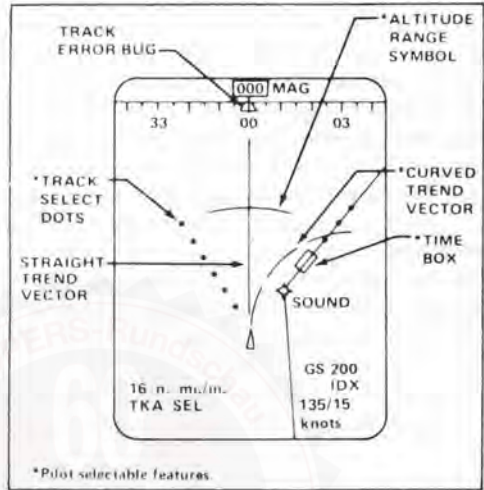 TRACK
ERROR BUG
*ALTITUDE
RANGE
SYMBOL
000 MAG
33 00 03
*TRACK
SELECT
DOTS
*CURVED
TREND
VECTOR
*TIME
BOX
STRAIGHT
TREND
VECTOR
SOUND
GS 200
IDX
135/15
knots
16 n. mi./in.
TKA SEL
*Pilot selectable features.